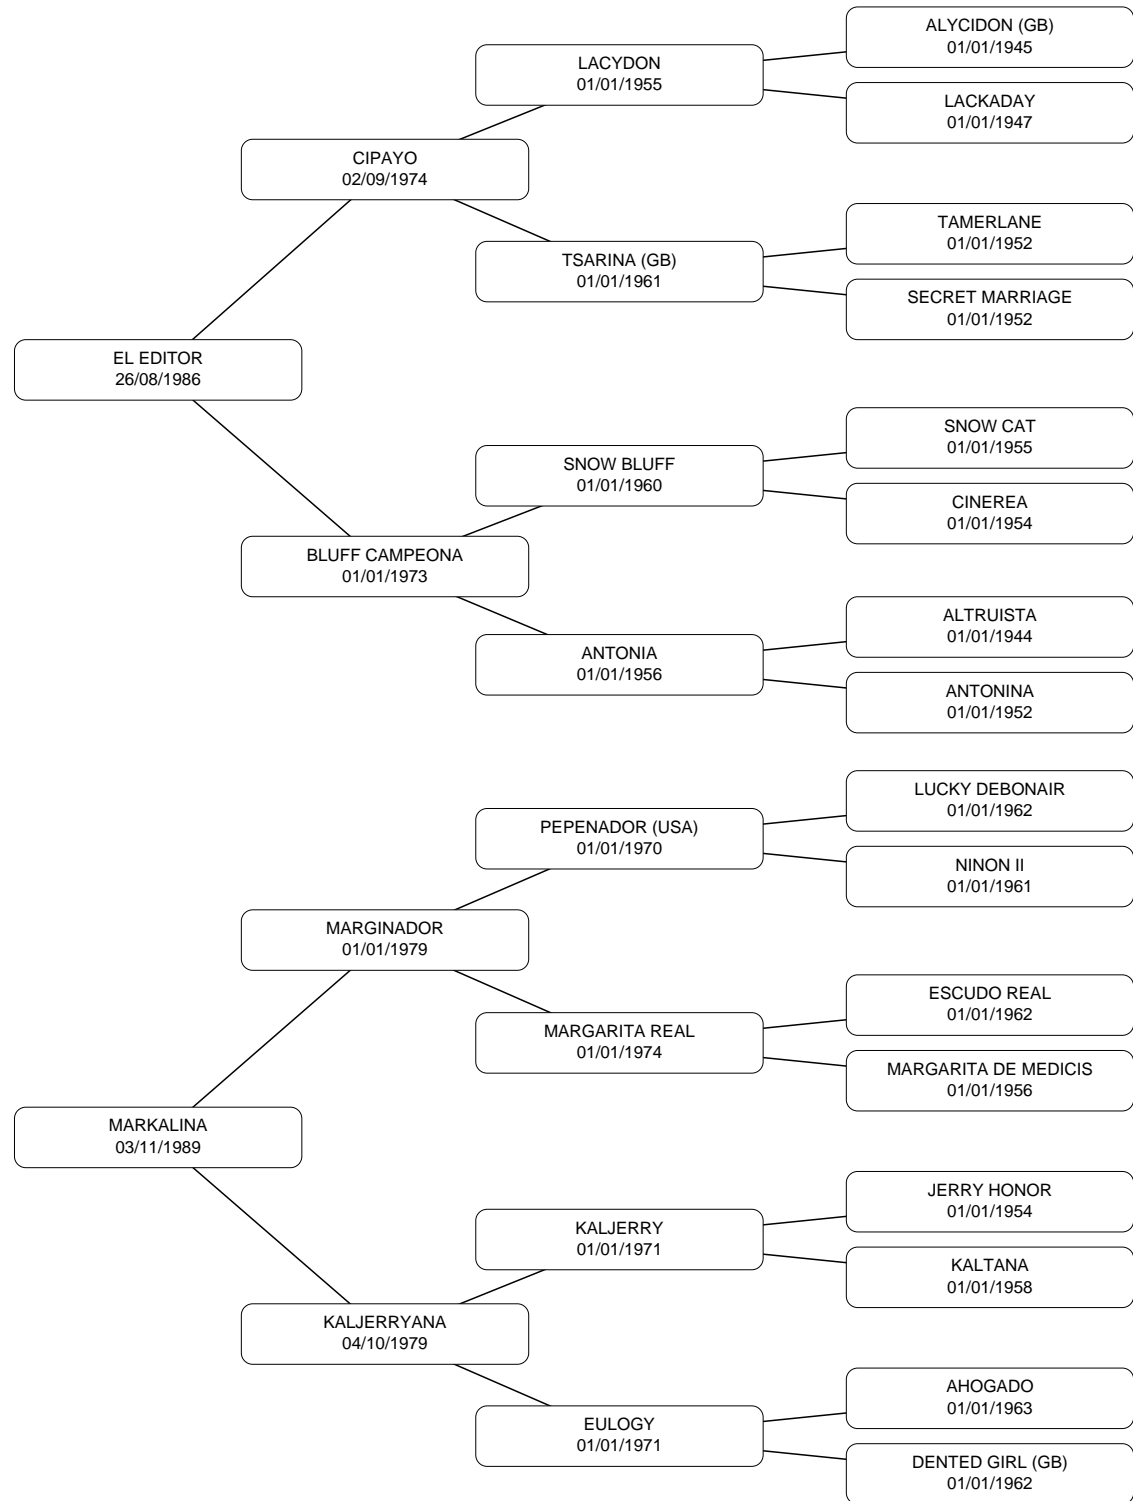 ALYCIDON (GB)
01/01/1945
LACYDON
01/01/1955
LACKADAY
01/01/1947
CIPAYO
02/09/1974
TAMERLANE
01/01/1952
TSARINA (GB)
01/01/1961
SECRET MARRIAGE
01/01/1952
EL EDITOR
26/08/1986
SNOW CAT
01/01/1955
SNOW BLUFF
01/01/1960
CINEREA
01/01/1954
BLUFF CAMPEONA
01/01/1973
ALTRUISTA
01/01/1944
ANTONIA
01/01/1956
ANTONINA
01/01/1952
LUCKY DEBONAIR
01/01/1962
PEPENADOR (USA)
01/01/1970
NINON II
01/01/1961
MARGINADOR
01/01/1979
ESCUDO REAL
01/01/1962
MARGARITA REAL
01/01/1974
MARGARITA DE MEDICIS
01/01/1956
MARKALINA
03/11/1989
JERRY HONOR
01/01/1954
KALJERRY
01/01/1971
KALTANA
01/01/1958
KALJERRYANA
04/10/1979
AHOGADO
01/01/1963
EULOGY
01/01/1971
DENTED GIRL (GB)
01/01/1962